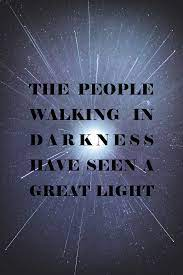 THE PEOPLE
WALKING IN
DARKNESS
HAVE SEEN A
GREAT LIGHT